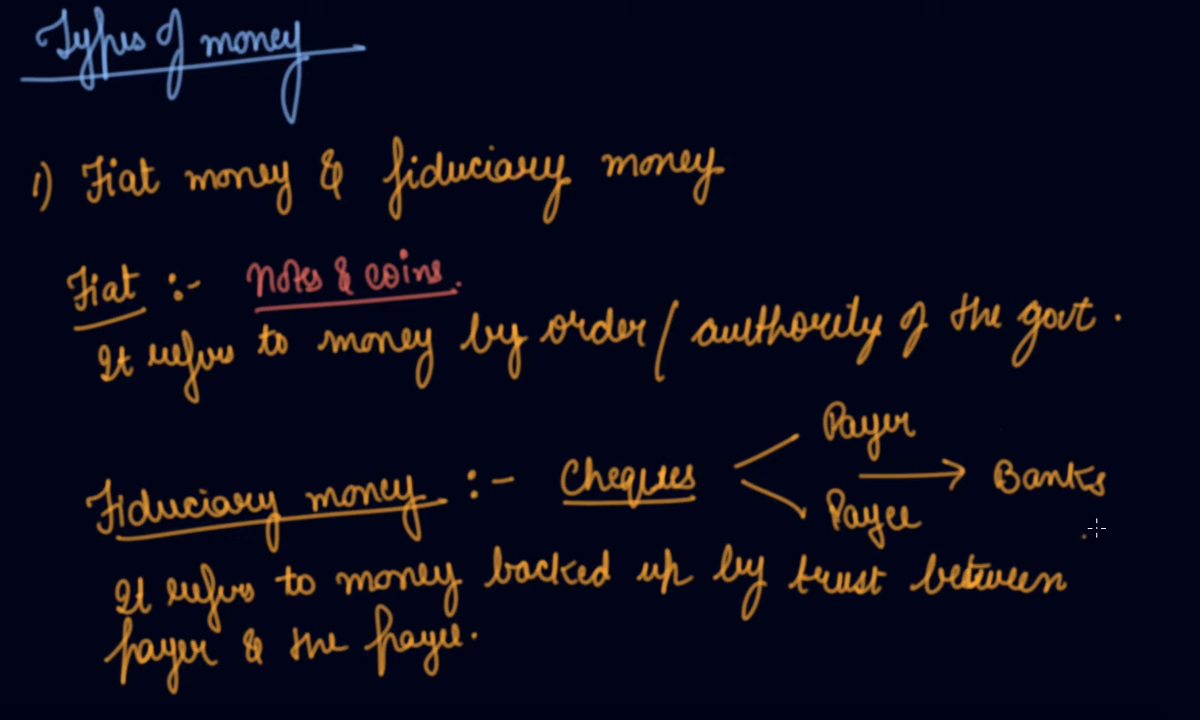 Types of money
1) Fiat money & fiduciary money
Fiat :- Notes & coins.
It refers to money by order/ authority of the govt.
Payer
Fiduciary money :- Cheques → Banks
Payee
It refers to money backed up by trust between
payer & the payee.